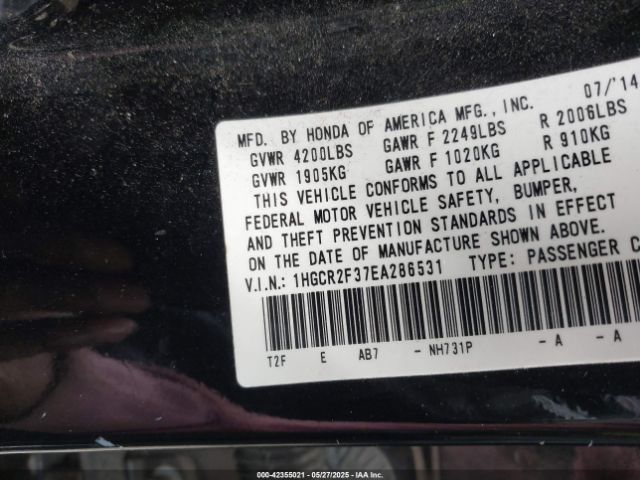 MFD. BY HONDA OF AMERICA MFG., INC. 07/'14
GVWR 4200LBS GAWR F 2249LBS R 2006LBS
GVWR 1905KG GAWR F 1020KG R 910KG
THIS VEHICLE CONFORMS TO ALL APPLICABLE
FEDERAL MOTOR VEHICLE SAFETY, BUMPER,
AND THEFT PREVENTION STANDARDS IN EFFECT
ON THE DATE OF MANUFACTURE SHOWN ABOVE.
V.I.N.: 1HGCR2F37EA286531 TYPE: PASSENGER C
T2F E AB7 - NH731P - A - A
000-42355021 - 05/27/2025 - IAAI.com